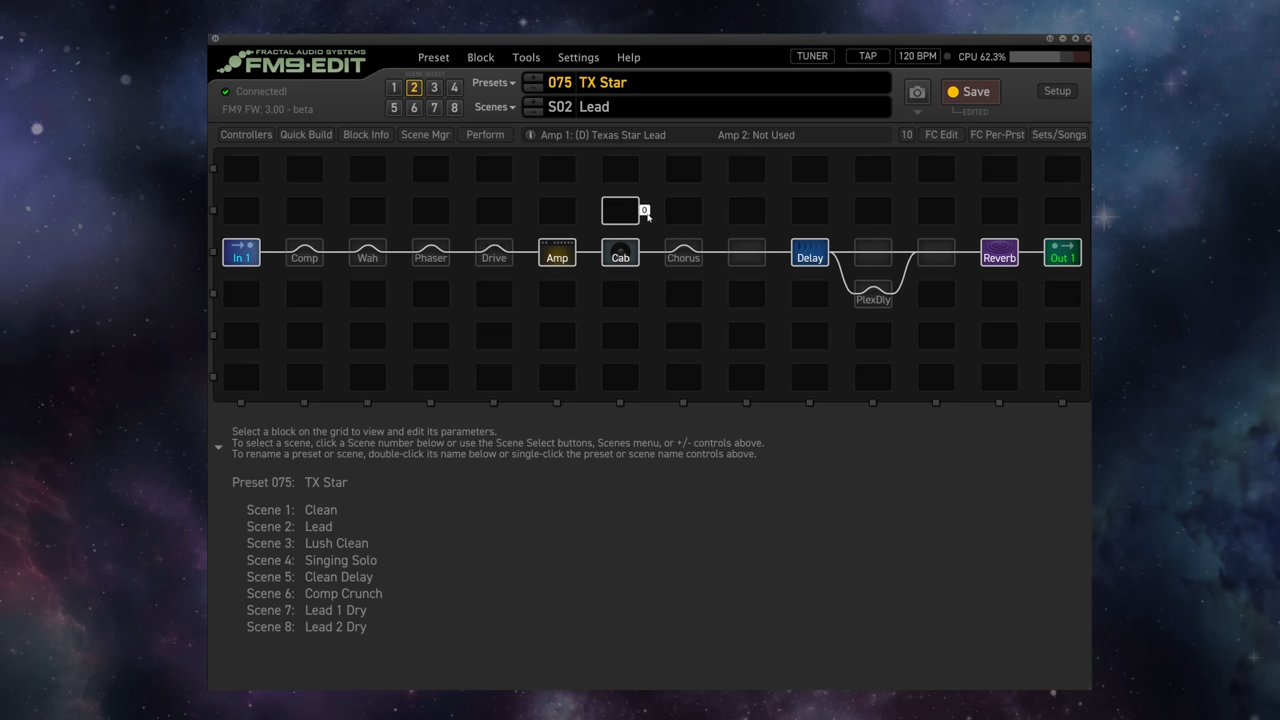 FRACTAL AUDIO SYSTEMS
FM9-EDIT
Preset Block Tools Settings Help
TUNER TAP 120 BPM CPU 62.3%
SCENE SELECT
1 2 3 4
5 6 7 8
Presets
075 TX Star
Scenes
S02 Lead
Connected!
FM9 FW: 3.00 - beta
Save
EDITED
Setup
Controllers Quick Build Block Info Scene Mgr Perform
Amp 1: (D) Texas Star Lead Amp 2: Not Used
10 FC Edit FC Per-Prst Sets/Songs
0
In 1 Comp Wah Phaser Drive Amp Cab Chorus Delay Reverb Out 1
PlexDly
Select a block on the grid to view and edit its parameters.
To select a scene, click a Scene number below or use the Scene Select buttons, Scenes menu, or +/- controls above.
To rename a preset or scene, double-click its name below or single-click the preset or scene name controls above.
Preset 075: TX Star
Scene 1: Clean
Scene 2: Lead
Scene 3: Lush Clean
Scene 4: Singing Solo
Scene 5: Clean Delay
Scene 6: Comp Crunch
Scene 7: Lead 1 Dry
Scene 8: Lead 2 Dry